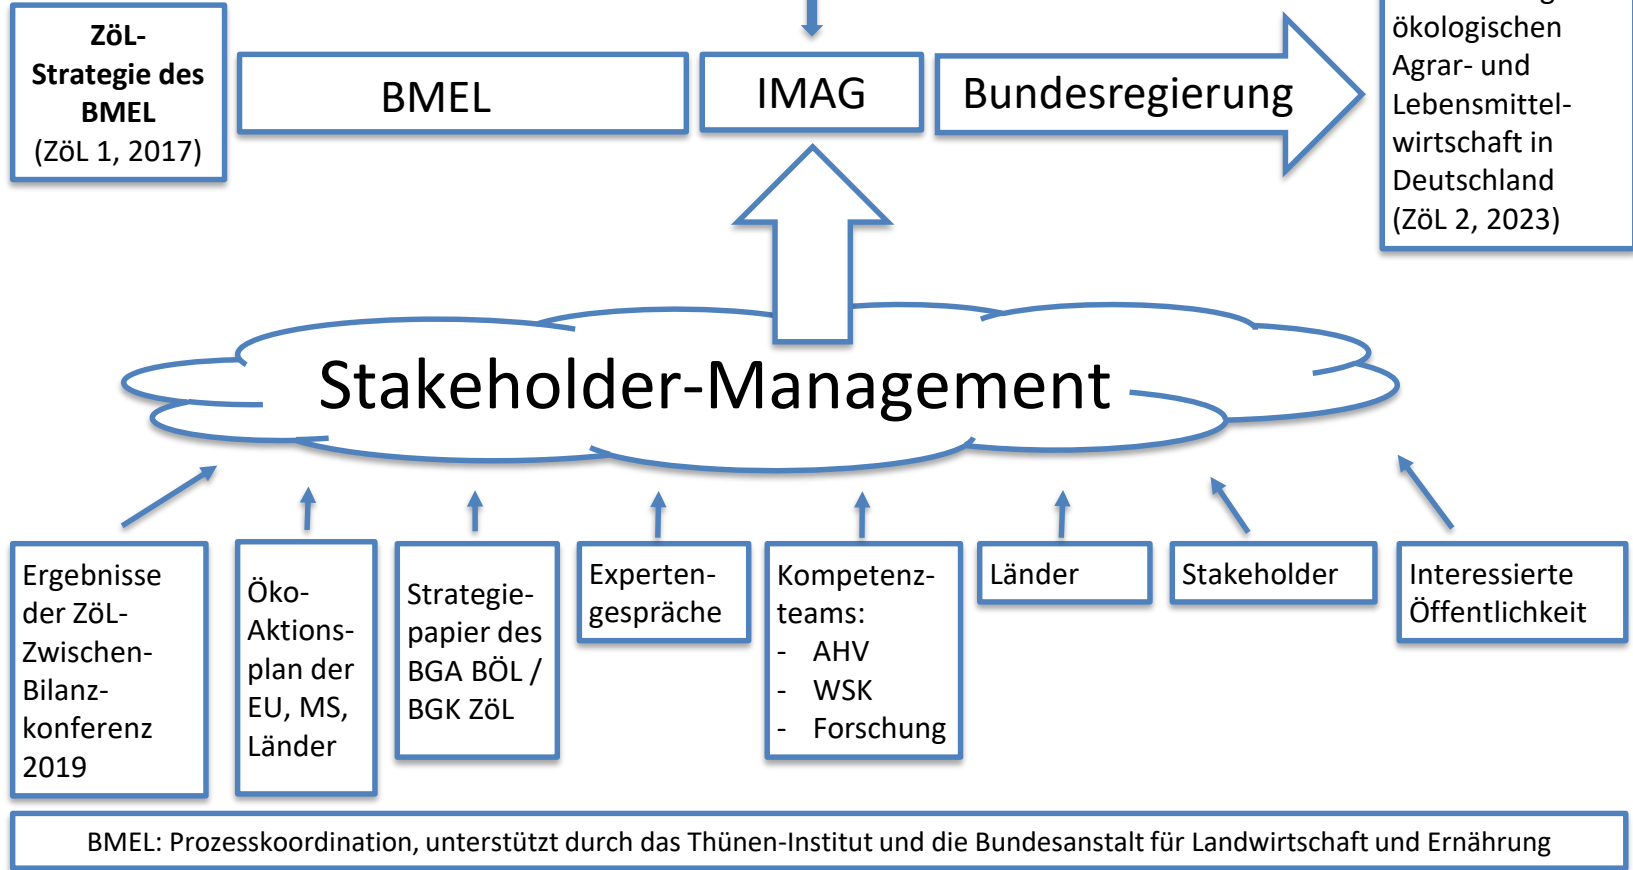 ZöL-
Strategie des
BMEL
(ZöL 1, 2017)
BMEL
IMAG
Bundesregierung
ökologischen
Agrar- und
Lebensmittel-
wirtschaft in
Deutschland
(ZöL 2, 2023)
Stakeholder-Management
Ergebnisse
der ZöL-
Zwischen-
Bilanz-
konferenz
2019
Öko-
Aktions-
plan der
EU, MS,
Länder
Strategie-
papier des
BGA BÖL /
BGK ZöL
Experten-
gespräche
Kompetenz-
teams:
- AHV
- WSK
- Forschung
Länder
Stakeholder
Interessierte
Öffentlichkeit
BMEL: Prozesskoordination, unterstützt durch das Thünen-Institut und die Bundesanstalt für Landwirtschaft und Ernährung